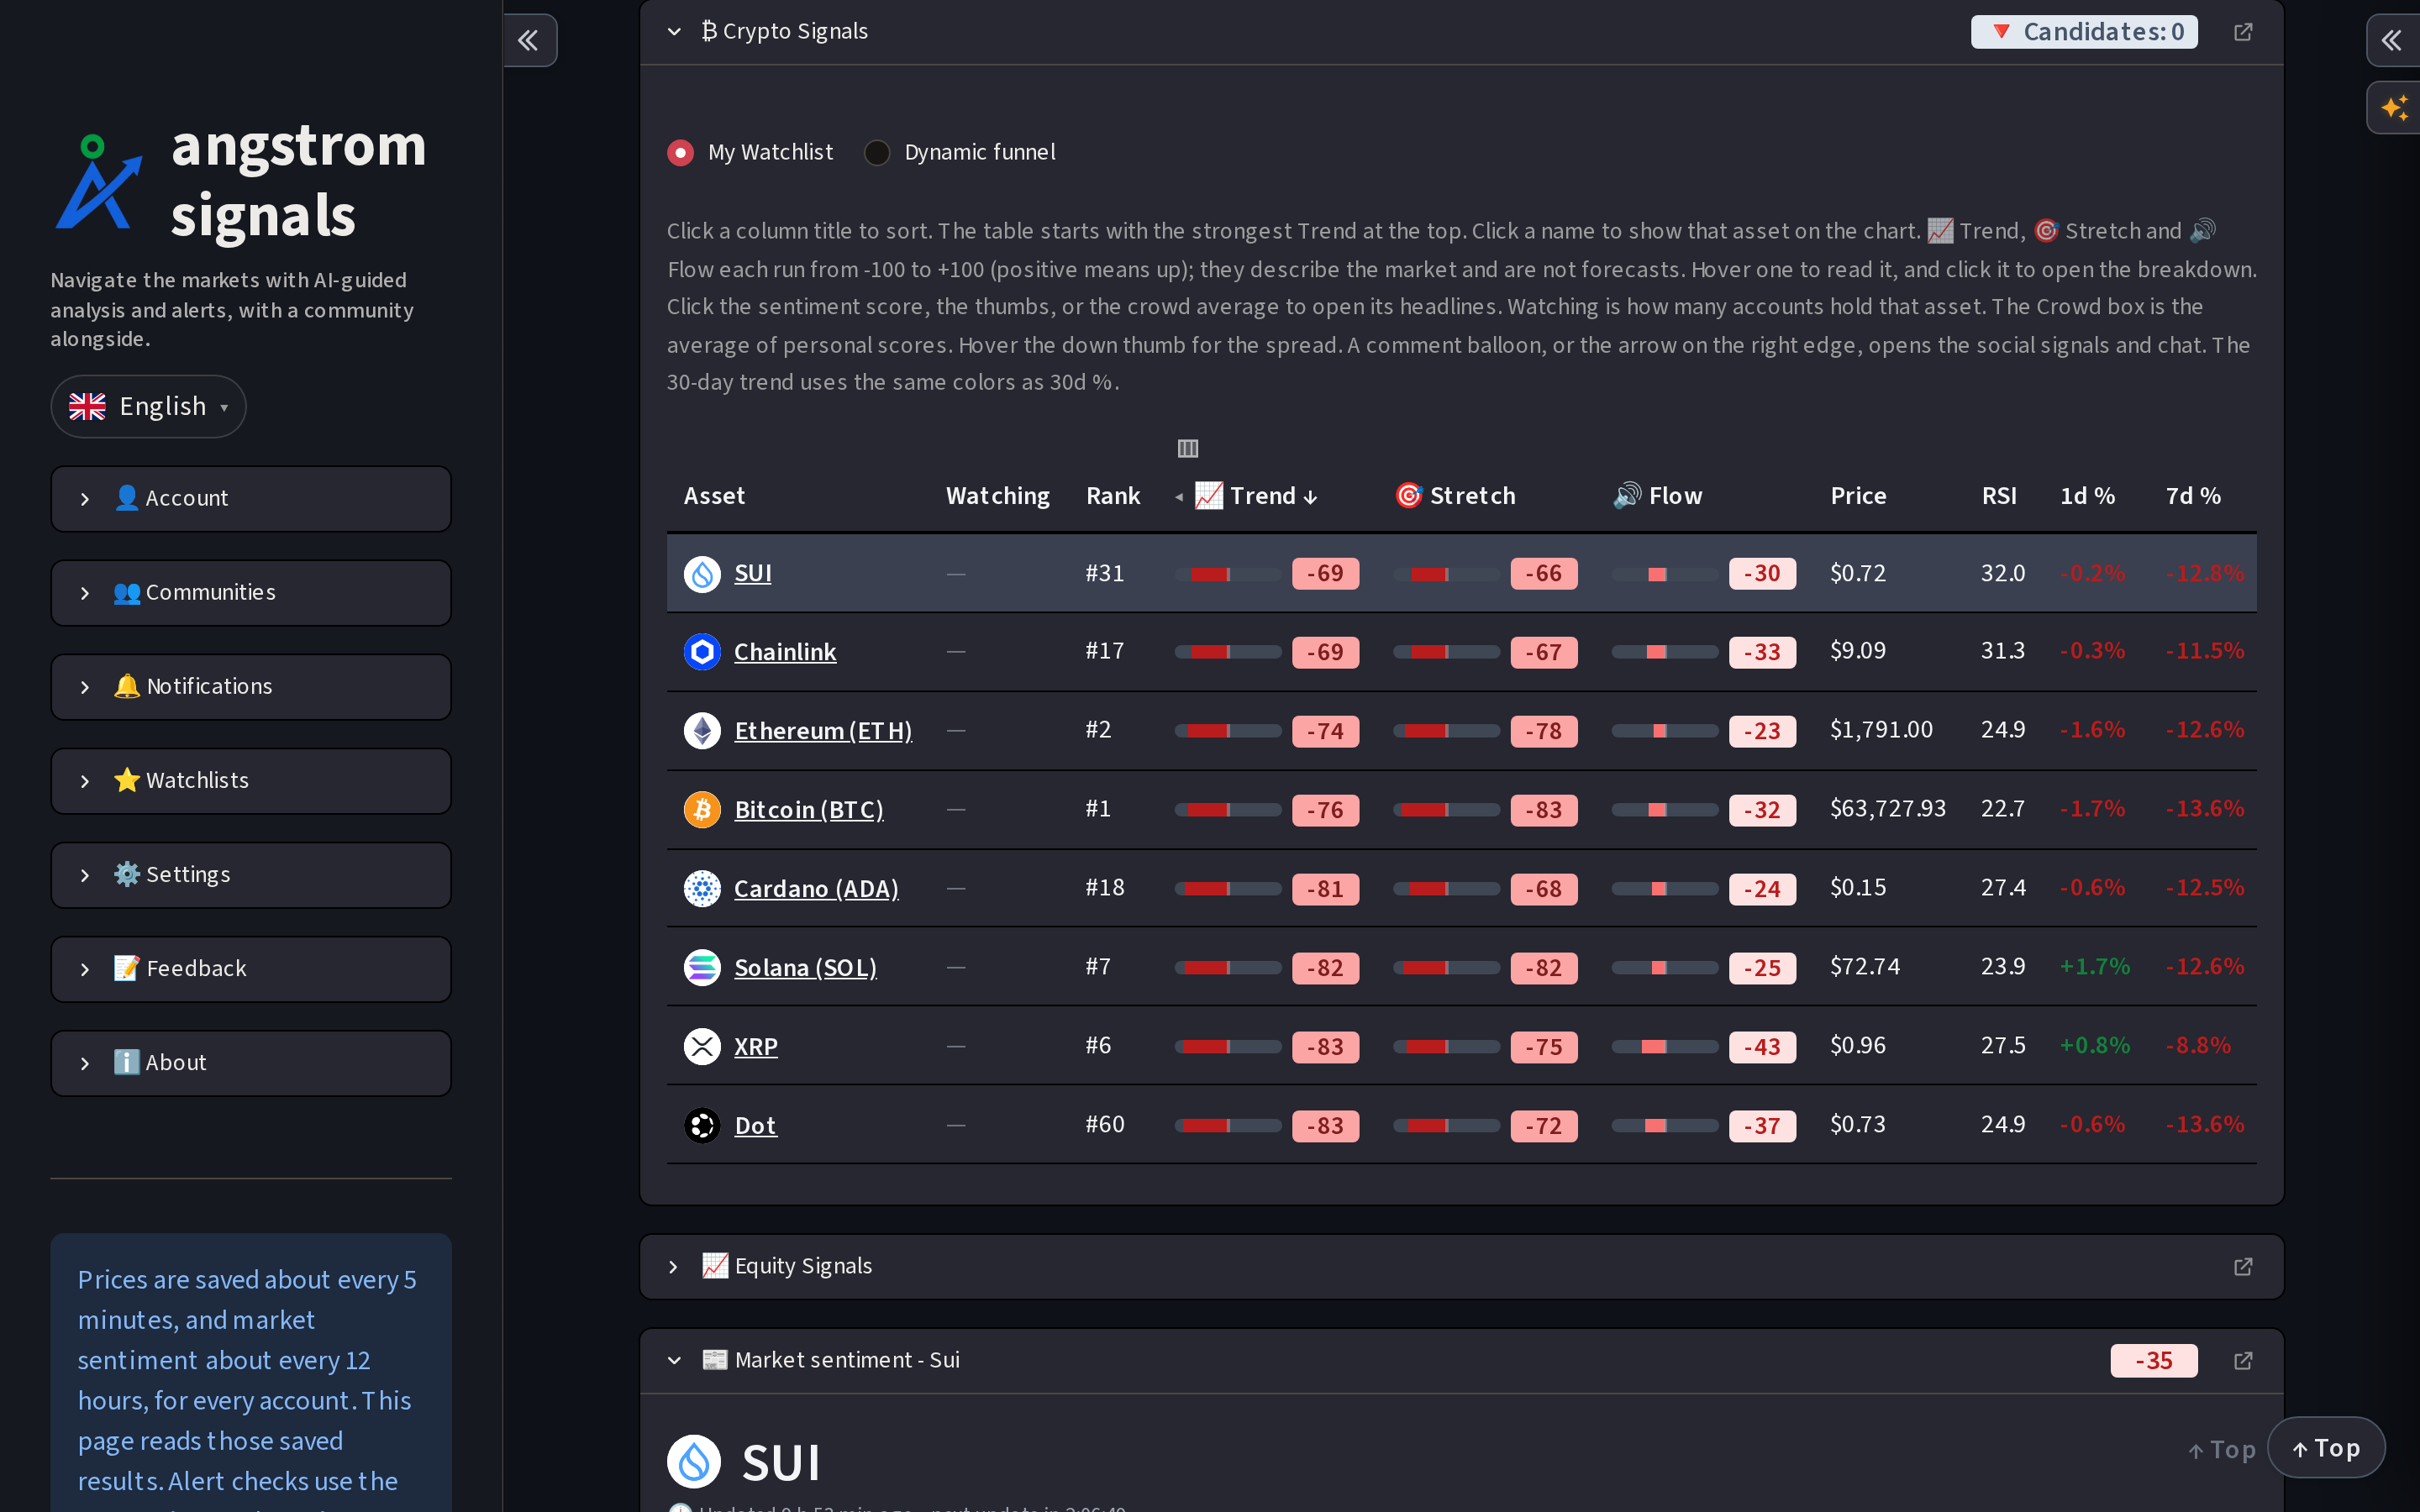 angstrom
signals
Navigate the markets with AI-guided
analysis and alerts, with a community
alongside.
English
Account
Communities
Notifications
Watchlists
Settings
Feedback
About
Prices are saved about every 5
minutes, and market
sentiment about every 12
hours, for every account. This
page reads those saved
results. Alert checks use the
₿ Crypto Signals
Candidates: 0
My Watchlist Dynamic funnel
Click a column title to sort. The table starts with the strongest Trend at the top. Click a name to show that asset on the chart. 📈 Trend, 🎯 Stretch and 🔊
Flow each run from -100 to +100 (positive means up); they describe the market and are not forecasts. Hover one to read it, and click it to open the breakdown.
Click the sentiment score, the thumbs, or the crowd average to open its headlines. Watching is how many accounts hold that asset. The Crowd box is the
average of personal scores. Hover the down thumb for the spread. A comment balloon, or the arrow on the right edge, opens the social signals and chat. The
30-day trend uses the same colors as 30d %.
Asset Watching Rank Trend ↓ Stretch Flow Price RSI 1d % 7d %
SUI — #31 -69 -66 -30 $0.72 32.0 -0.2% -12.8%
Chainlink — #17 -69 -67 -33 $9.09 31.3 -0.3% -11.5%
Ethereum (ETH) — #2 -74 -78 -23 $1,791.00 24.9 -1.6% -12.6%
Bitcoin (BTC) — #1 -76 -83 -32 $63,727.93 22.7 -1.7% -13.6%
Cardano (ADA) — #18 -81 -68 -24 $0.15 27.4 -0.6% -12.5%
Solana (SOL) — #7 -82 -82 -25 $72.74 23.9 +1.7% -12.6%
XRP — #6 -83 -75 -43 $0.96 27.5 +0.8% -8.8%
Dot — #60 -83 -72 -37 $0.73 24.9 -0.6% -13.6%
Equity Signals
Market sentiment - Sui
-35
SUI
↑ Top
↑ Top